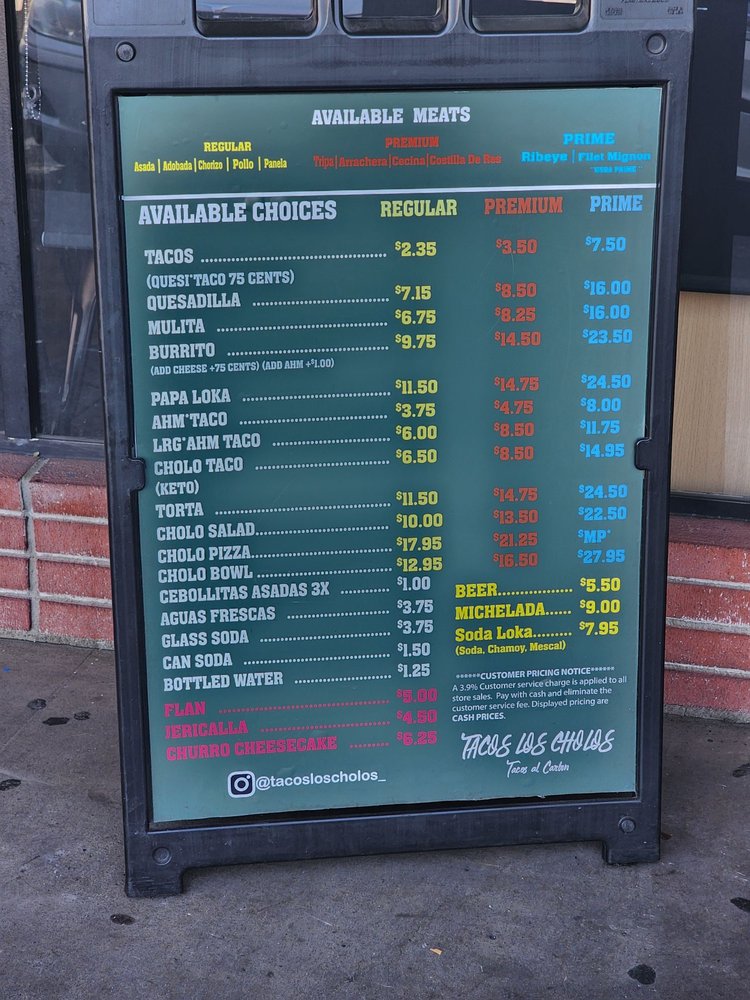 AVAILABLE MEATS
REGULAR PREMIUM PRIME
Asada | Adobada | Chorizo | Pollo | Panela Tripa | Arrachera | Cecina | Costilla De Res Ribeye | Filet Mignon
"USDA PRIME"
AVAILABLE CHOICES REGULAR PREMIUM PRIME
TACOS $2.35 $3.50 $7.50
(QUESI*TACO 75 CENTS)
QUESADILLA $7.15 $8.50 $16.00
MULITA $6.75 $8.25 $16.00
BURRITO $9.75 $14.50 $23.50
(ADD CHEESE +75 CENTS) (ADD AHM +$1.00)
PAPA LOKA $11.50 $14.75 $24.50
AHM*TACO $3.75 $4.75 $8.00
LRG*AHM TACO $6.00 $8.50 $11.75
CHOLO TACO $6.50 $8.50 $14.95
(KETO)
TORTA $11.50 $14.75 $24.50
CHOLO SALAD $10.00 $13.50 $22.50
CHOLO PIZZA $17.95 $21.25 $MP*
CHOLO BOWL $12.95 $16.50 $27.95
CEBOLLITAS ASADAS 3X $1.00
AGUAS FRESCAS $3.75
GLASS SODA $3.75
CAN SODA $1.50
BOTTLED WATER $1.25
FLAN $5.00
JERICALLA $4.50
CHURRO CHEESECAKE $6.25
BEER $5.50
MICHELADA $9.00
Soda Loka $7.95
(Soda, Chamoy, Mescal)
******CUSTOMER PRICING NOTICE******
A 3.9% Customer service charge is applied to all
store sales. Pay with cash and eliminate the
customer service fee. Displayed pricing are
CASH PRICES.
TACOS LOS CHOLOS
Tacos al Carbon
@tacosloscholos_